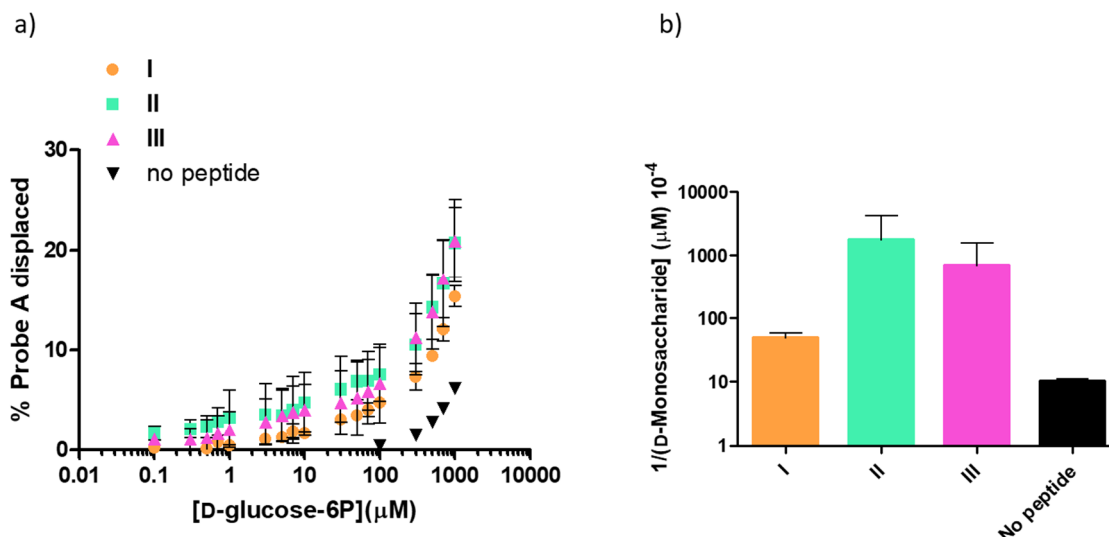 a)
I
II
III
no peptide
% Probe A displaced
30
20
10
0
0.01 0.1 1 10 100 1000 10000
[D-glucose-6P](μM)
b)
1/(D-Monosaccharide] (μM) 10-4
10000
1000
100
10
1
I
II
III
No peptide